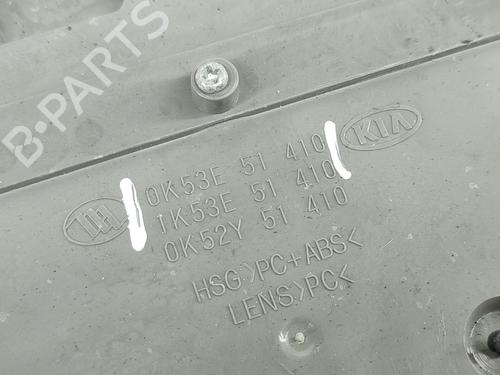 B-PARTS
0K53E 51 410
1K53E 51 410
0K52Y 51 410
KIA
HSG>PC+ABS<
LENS>PC<